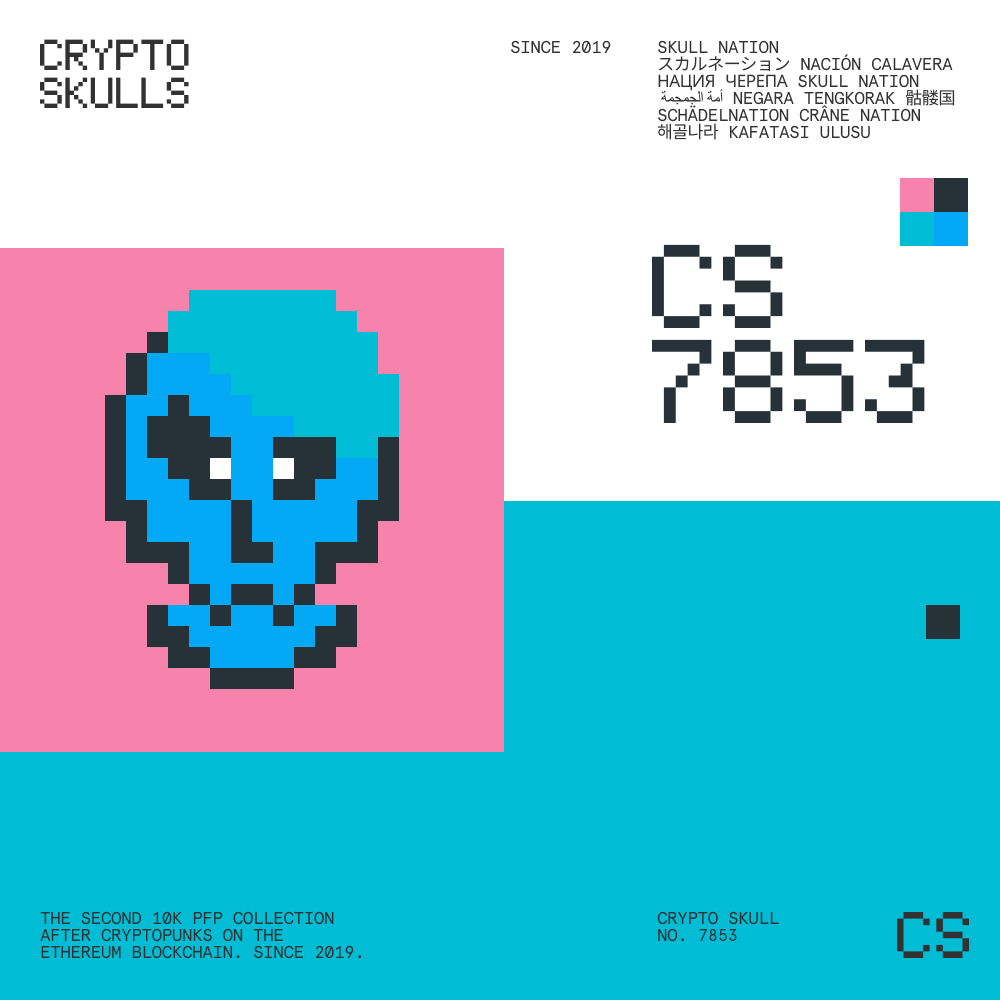 CRYPTO
SKULLS
SINCE 2019
SKULL NATION
スカルネーション NACIÓN CALAVERA
НАЦИЯ ЧЕРЕПА SKULL NATION
أمة الجمجمة NEGARA TENGKORAK 骷髅国
SCHÄDELNATION CRÂNE NATION
해골나라 KAFATASI ULUSU
CS
7853
THE SECOND 10K PFP COLLECTION
AFTER CRYPTOPUNKS ON THE
ETHEREUM BLOCKCHAIN. SINCE 2019.
CRYPTO SKULL
NO. 7853
CS